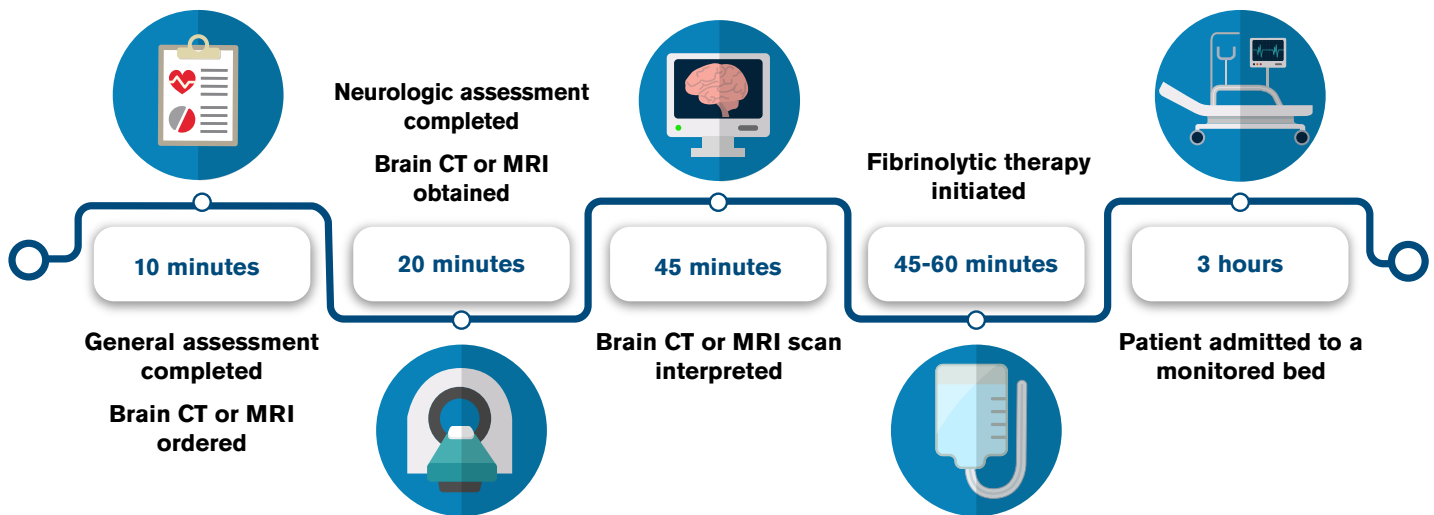 10 minutes
General assessment
completed
Brain CT or MRI
ordered
Neurologic assessment
completed
Brain CT or MRI
obtained
20 minutes
45 minutes
Brain CT or MRI scan
interpreted
Fibrinolytic therapy
initiated
45-60 minutes
3 hours
Patient admitted to a
monitored bed